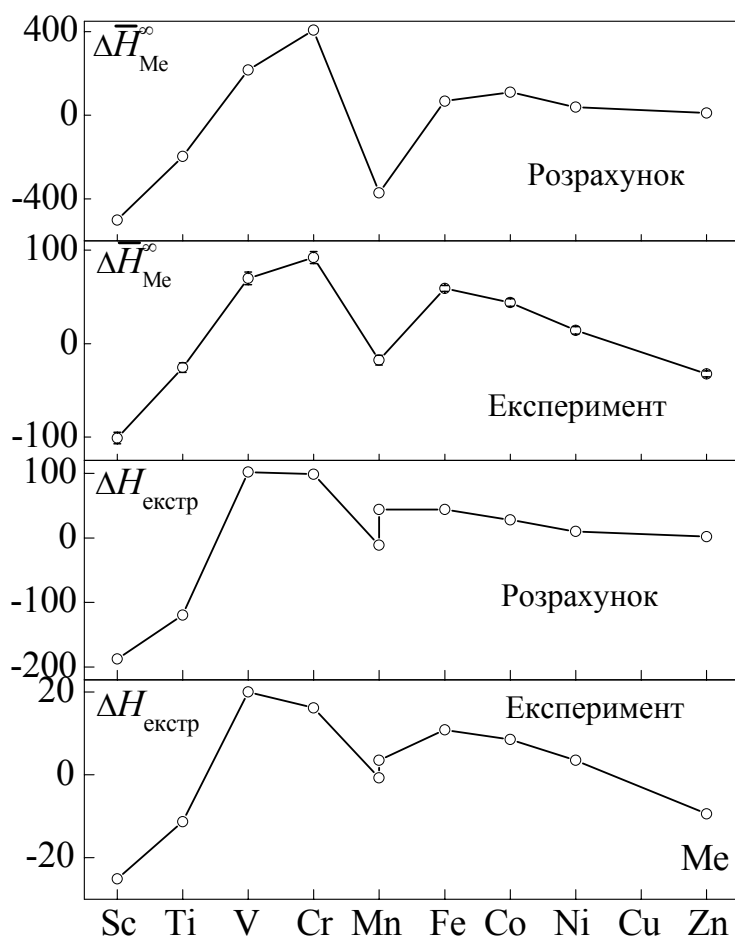 400
ΔH̅∞Me
0
Розрахунок
-400
100
ΔH̅∞Me
0
Експеримент
-100
100
ΔHекстр
0
-100
Розрахунок
-200
20
ΔHекстр
Експеримент
0
-20
Me
Sc Ti V Cr Mn Fe Co Ni Cu Zn